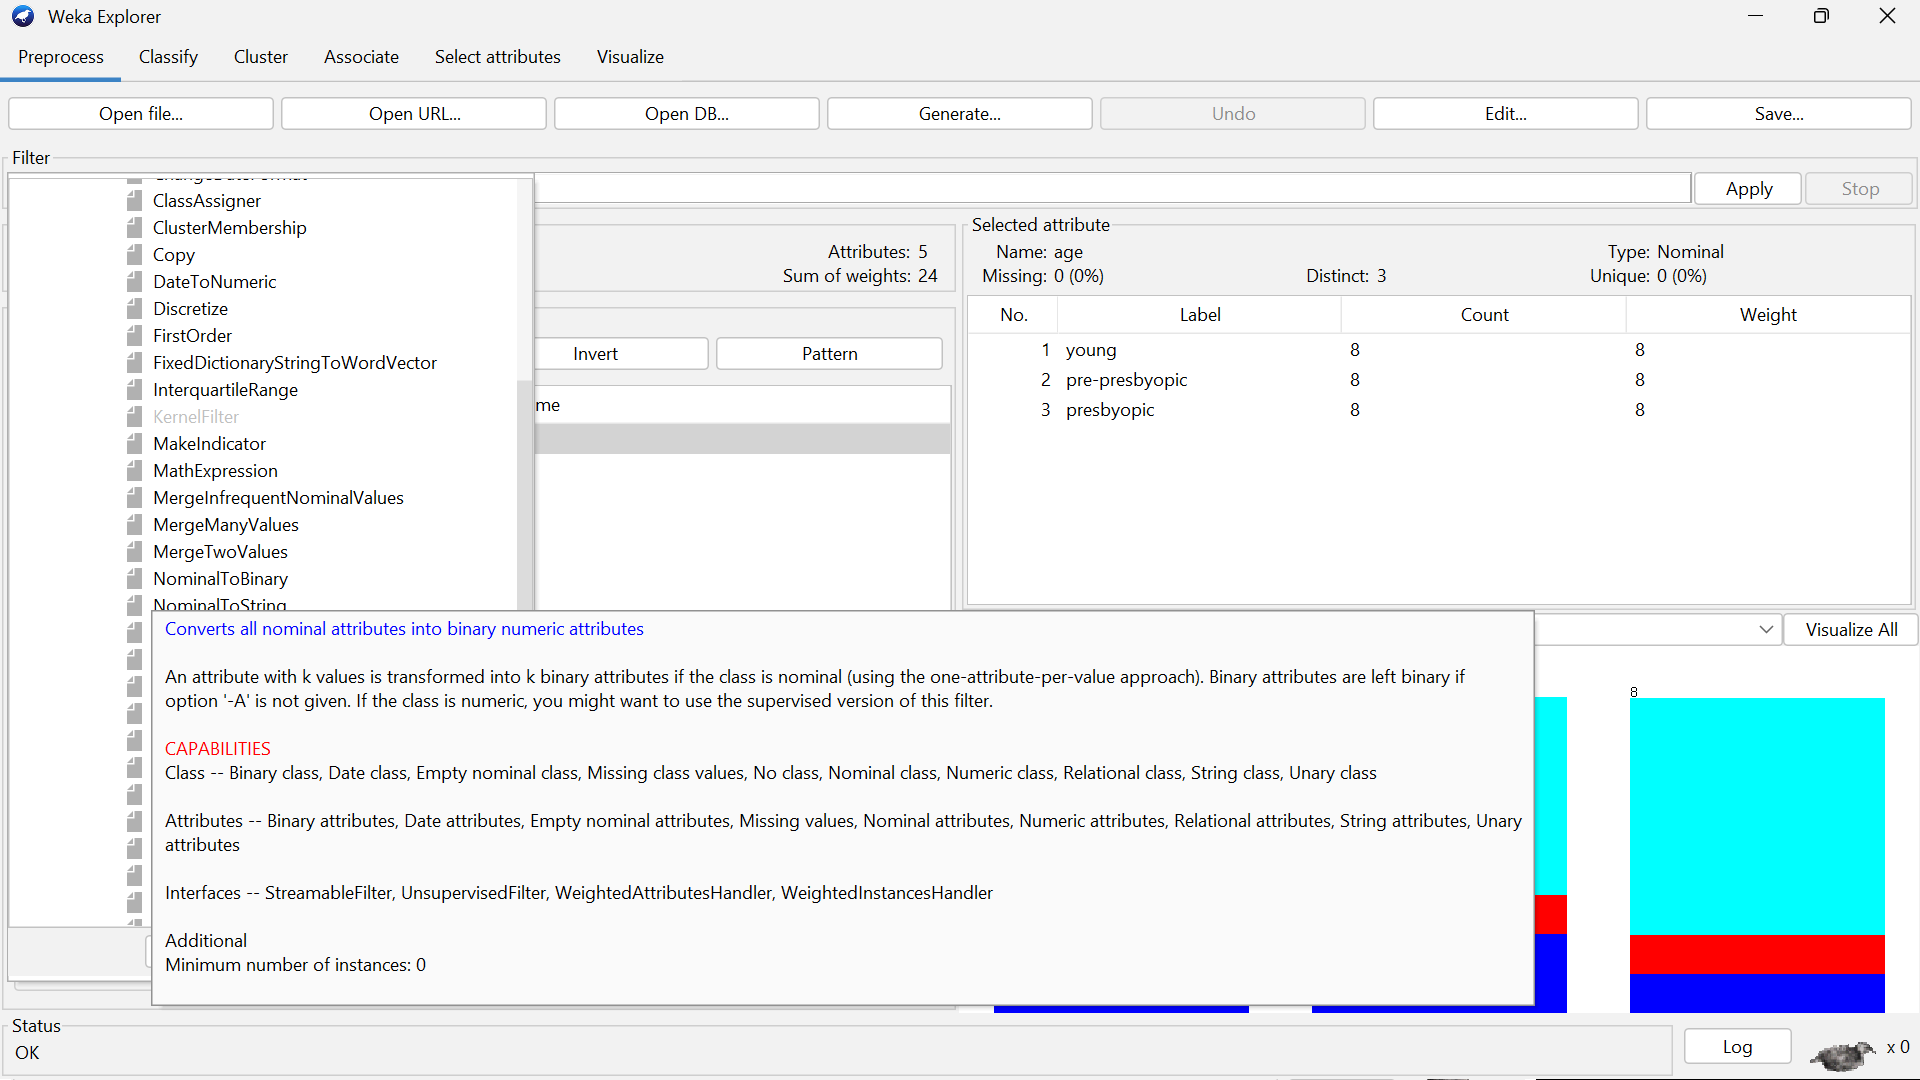 Weka Explorer
Preprocess Classify Cluster Associate Select attributes Visualize
Open file... Open URL... Open DB... Generate... Undo Edit... Save...
Filter
Apply Stop
ClassAssigner
ClusterMembership
Copy
DateToNumeric
Discretize
FirstOrder
FixedDictionaryStringToWordVector
InterquartileRange
KernelFilter
MakeIndicator
MathExpression
MergeInfrequentNominalValues
MergeManyValues
MergeTwoValues
NominalToBinary
NominalToString
Attributes: 5
Sum of weights: 24
Invert Pattern
me
Selected attribute
Name: age Type: Nominal
Missing: 0 (0%) Distinct: 3 Unique: 0 (0%)
No. Label Count Weight
1 young 8 8
2 pre-presbyopic 8 8
3 presbyopic 8 8
Visualize All
8
Converts all nominal attributes into binary numeric attributes
An attribute with k values is transformed into k binary attributes if the class is nominal (using the one-attribute-per-value approach). Binary attributes are left binary if
option '-A' is not given. If the class is numeric, you might want to use the supervised version of this filter.
CAPABILITIES
Class -- Binary class, Date class, Empty nominal class, Missing class values, No class, Nominal class, Numeric class, Relational class, String class, Unary class
Attributes -- Binary attributes, Date attributes, Empty nominal attributes, Missing values, Nominal attributes, Numeric attributes, Relational attributes, String attributes, Unary
attributes
Interfaces -- StreamableFilter, UnsupervisedFilter, WeightedAttributesHandler, WeightedInstancesHandler
Additional
Minimum number of instances: 0
Status
OK
Log
x 0